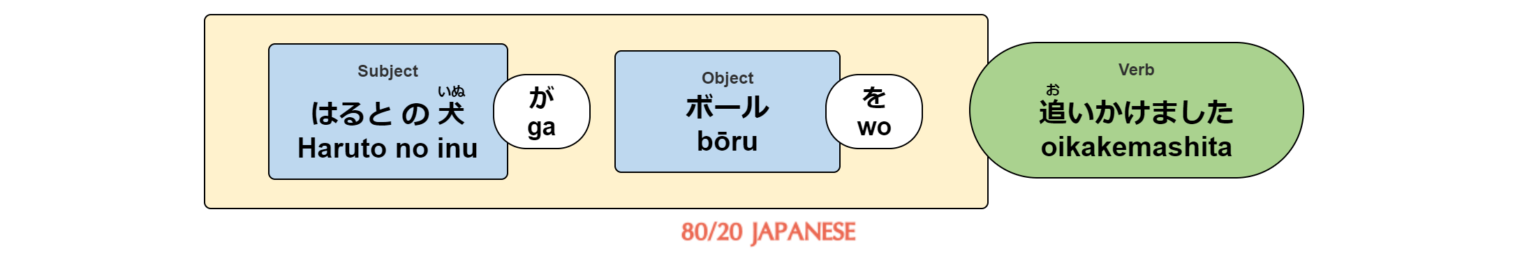 Subject
いぬ
はると の 犬
Haruto no inu
が
ga
Object
ボール
bōru
を
wo
Verb
お
追いかけました
oikakemashita
80/20 JAPANESE